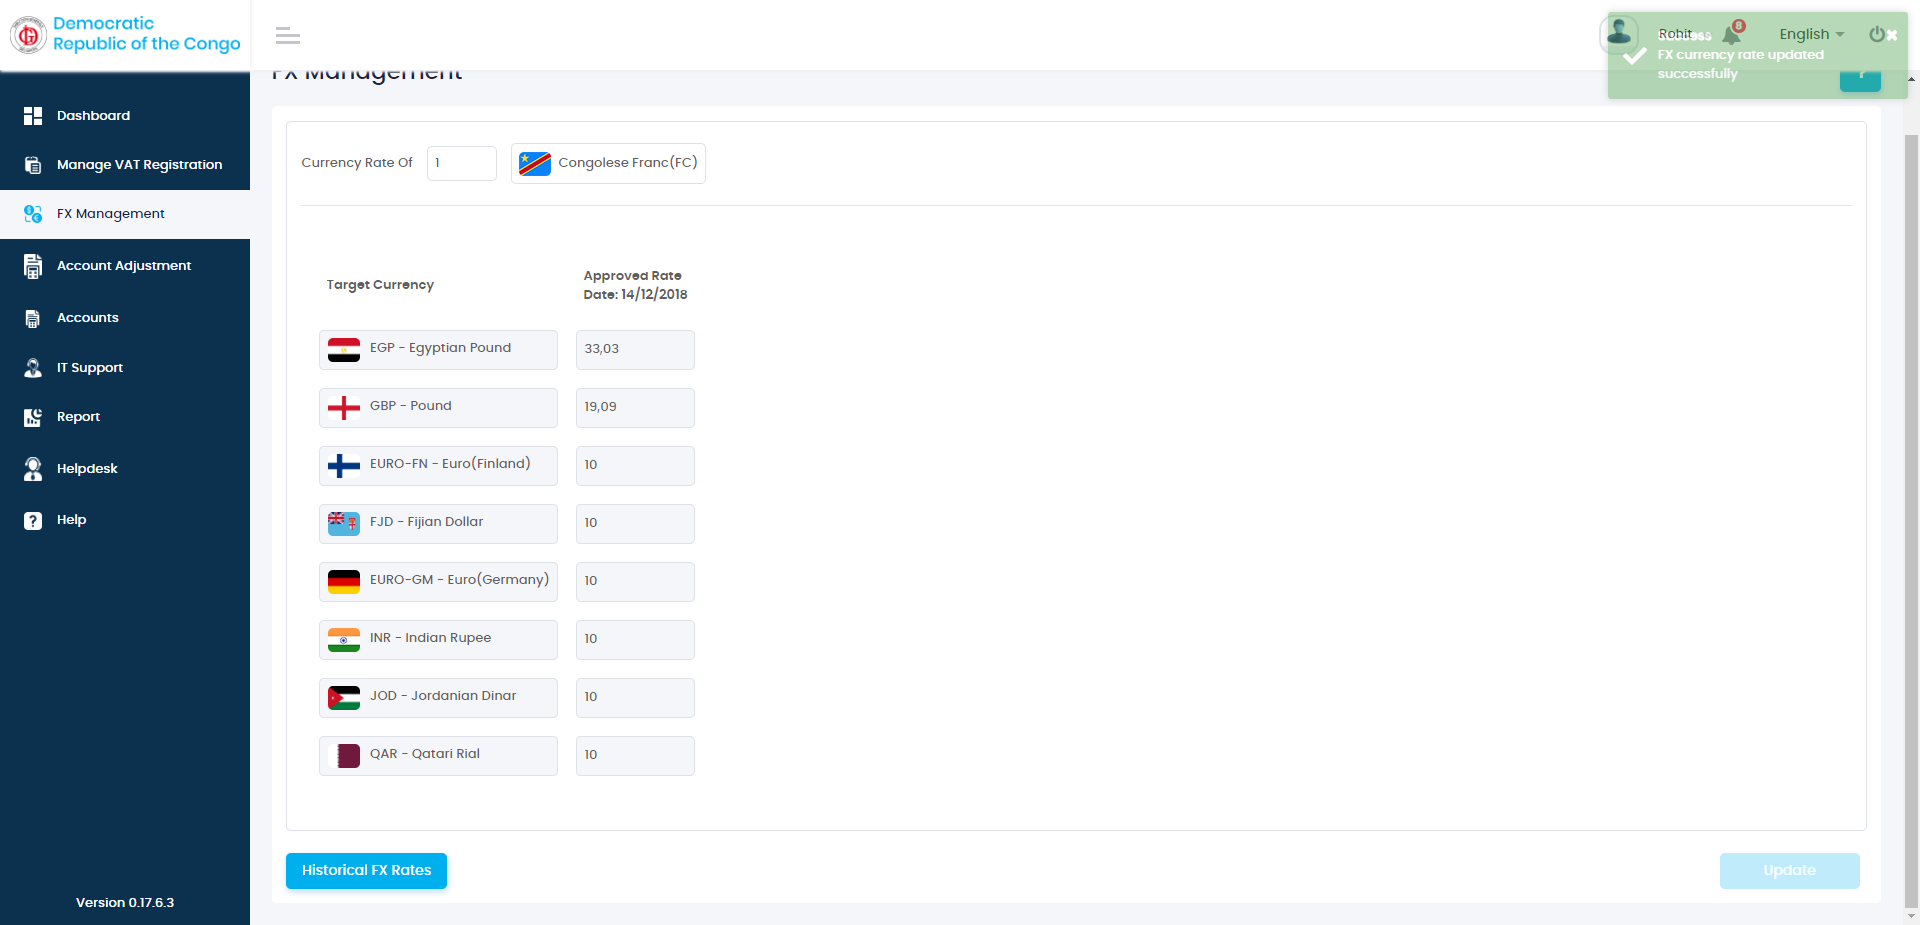 Democratic
Republic of the Congo
Rohit
8
English
Success
FX currency rate updated
successfully
FX Management
Dashboard
Manage VAT Registration
FX Management
Account Adjustment
Accounts
IT Support
Report
Helpdesk
Help
Version 0.17.6.3
Currency Rate Of
1
Congolese Franc(FC)
Target Currency
Approved Rate
Date: 14/12/2018
EGP - Egyptian Pound
33,03
GBP - Pound
19,09
EURO-FN - Euro(Finland)
10
FJD - Fijian Dollar
10
EURO-GM - Euro(Germany)
10
INR - Indian Rupee
10
JOD - Jordanian Dinar
10
QAR - Qatari Rial
10
Historical FX Rates
Update